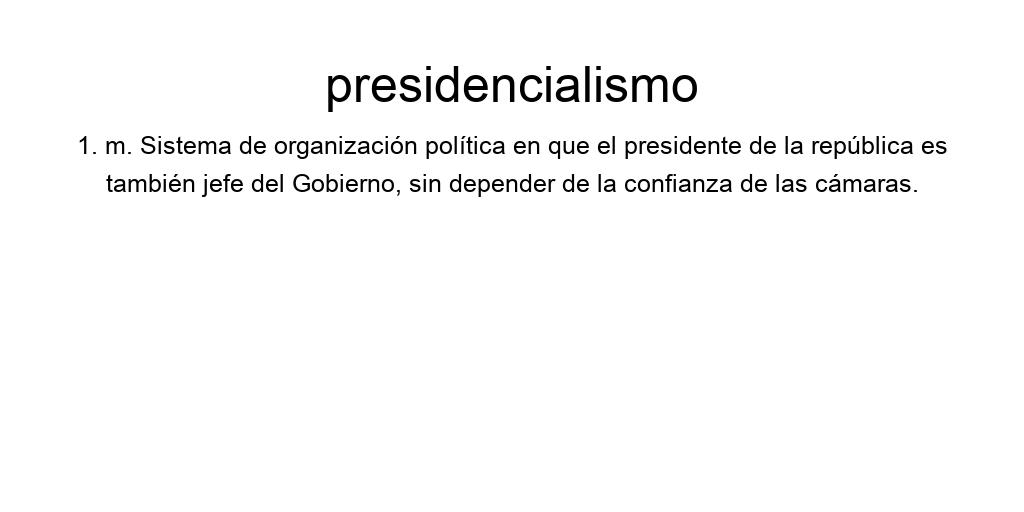 presidencialismo
1. m. Sistema de organización política en que el presidente de la república es
también jefe del Gobierno, sin depender de la confianza de las cámaras.